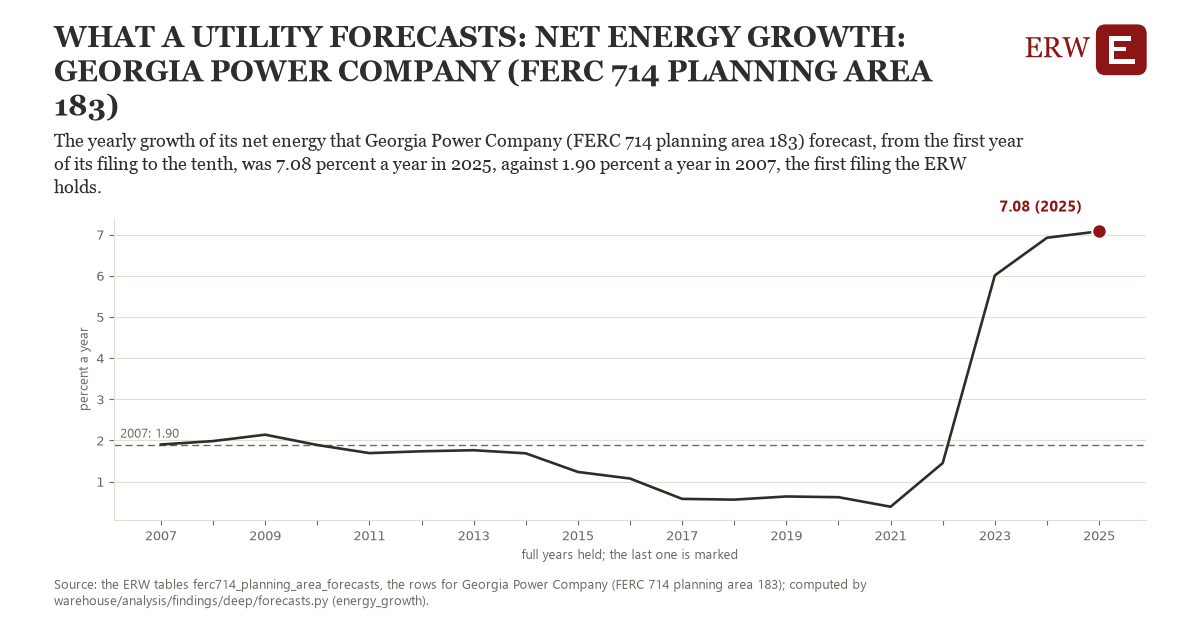 WHAT A UTILITY FORECASTS: NET ENERGY GROWTH:
GEORGIA POWER COMPANY (FERC 714 PLANNING AREA
183)
ERW E
The yearly growth of its net energy that Georgia Power Company (FERC 714 planning area 183) forecast, from the first year
of its filing to the tenth, was 7.08 percent a year in 2025, against 1.90 percent a year in 2007, the first filing the ERW
holds.
7.08 (2025)
7
6
5
4
3
2
1
percent a year
2007: 1.90
2007 2009 2011 2013 2015 2017 2019 2021 2023 2025
full years held; the last one is marked
Source: the ERW tables ferc714_planning_area_forecasts, the rows for Georgia Power Company (FERC 714 planning area 183); computed by
warehouse/analysis/findings/deep/forecasts.py (energy_growth).